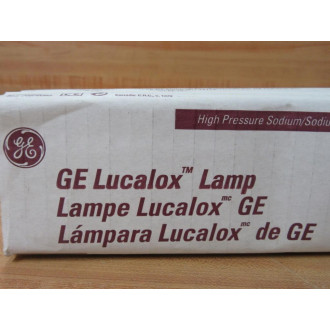 High Pressure Sodium/Sodiu
GE
GE Lucalox™ Lamp
Lampe Lucalox ᵐᶜ GE
Lámpara Lucalox ᵐᶜ de GE